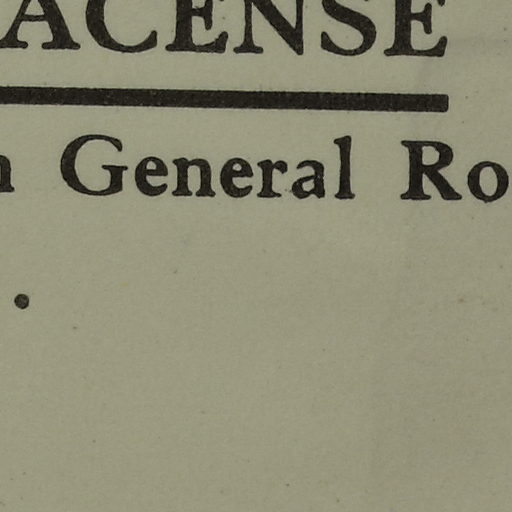 ACENSE
n General Ro
.